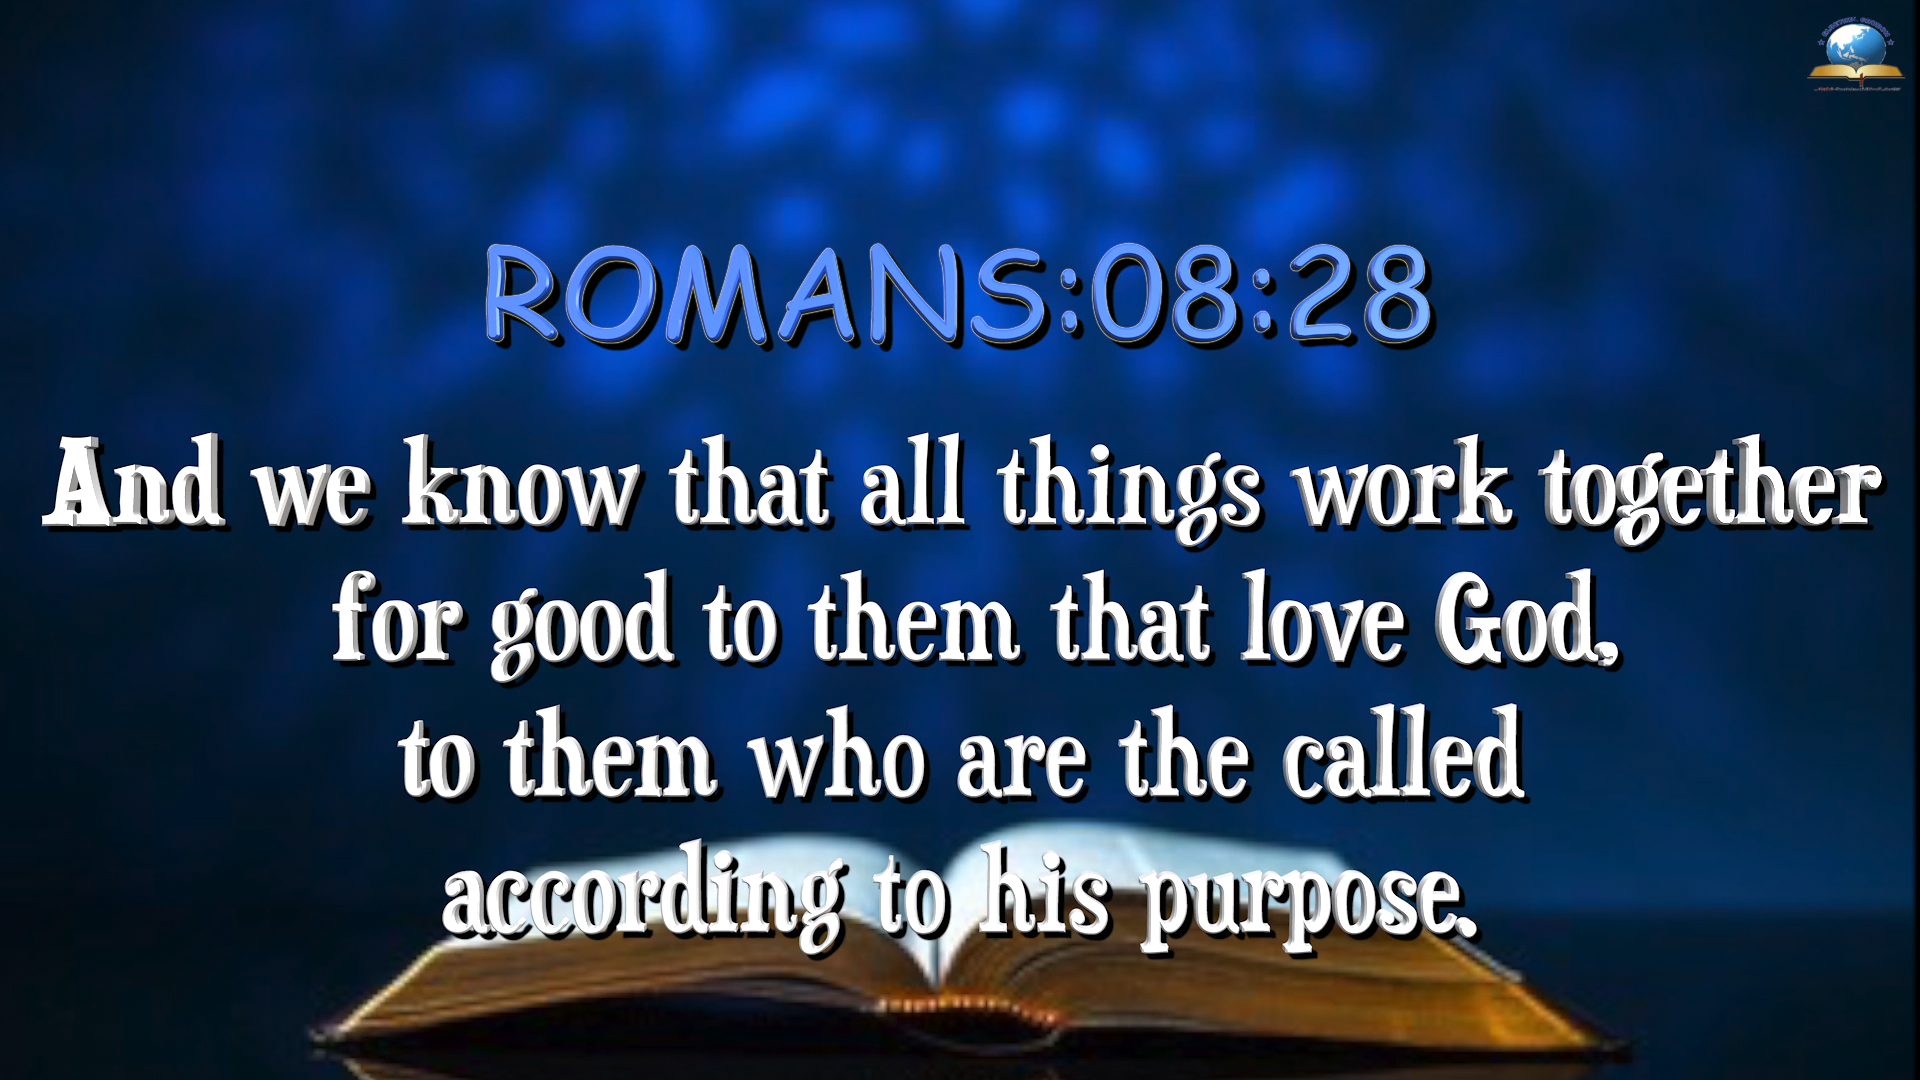 ROMANS:08:28
And we know that all things work together
for good to them that love God,
to them who are the called
according to his purpose.